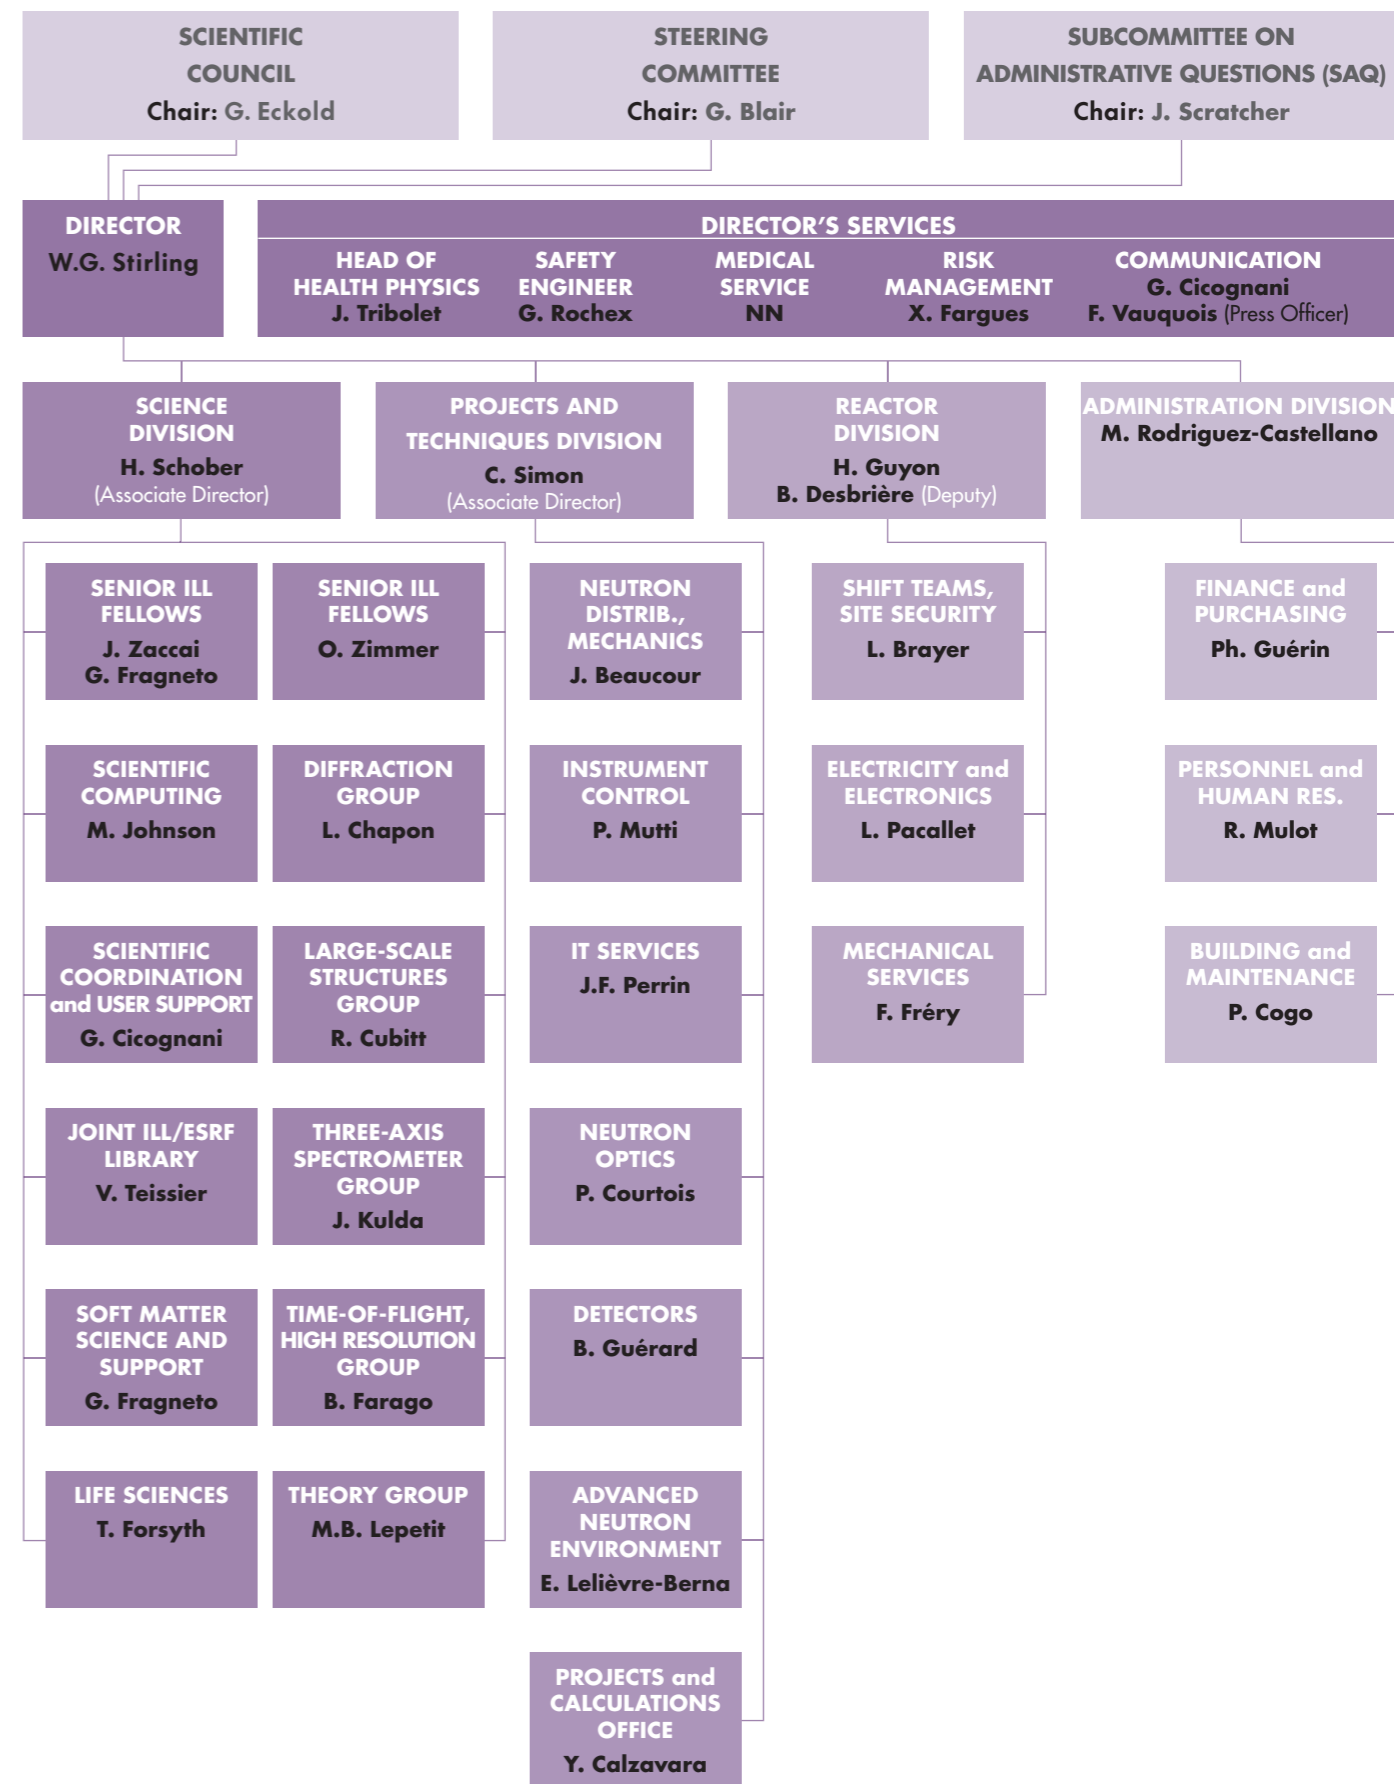 SCIENTIFIC
COUNCIL
Chair: G. Eckold
STEERING
COMMITTEE
Chair: G. Blair
SUBCOMMITTEE ON
ADMINISTRATIVE QUESTIONS (SAQ)
Chair: J. Scratcher
DIRECTOR
W.G. Stirling
DIRECTOR'S SERVICES
HEAD OF
HEALTH PHYSICS
J. Tribolet
SAFETY
ENGINEER
G. Rochex
MEDICAL
SERVICE
NN
RISK
MANAGEMENT
X. Fargues
COMMUNICATION
G. Cicognani
F. Vauquois (Press Officer)
SCIENCE
DIVISION
H. Schober
(Associate Director)
PROJECTS AND
TECHNIQUES DIVISION
C. Simon
(Associate Director)
REACTOR
DIVISION
H. Guyon
B. Desbrière (Deputy)
ADMINISTRATION DIVISION
M. Rodriguez-Castellano
SENIOR ILL
FELLOWS
J. Zaccai
G. Fragneto
SENIOR ILL
FELLOWS
O. Zimmer
NEUTRON
DISTRIB.,
MECHANICS
J. Beaucour
SHIFT TEAMS,
SITE SECURITY
L. Brayer
FINANCE and
PURCHASING
Ph. Guérin
SCIENTIFIC
COMPUTING
M. Johnson
DIFFRACTION
GROUP
L. Chapon
INSTRUMENT
CONTROL
P. Mutti
ELECTRICITY and
ELECTRONICS
L. Pacallet
PERSONNEL and
HUMAN RES.
R. Mulot
SCIENTIFIC
COORDINATION
and USER SUPPORT
G. Cicognani
LARGE-SCALE
STRUCTURES
GROUP
R. Cubitt
IT SERVICES
J.F. Perrin
MECHANICAL
SERVICES
F. Fréry
BUILDING and
MAINTENANCE
P. Cogo
JOINT ILL/ESRF
LIBRARY
V. Teissier
THREE-AXIS
SPECTROMETER
GROUP
J. Kulda
NEUTRON
OPTICS
P. Courtois
SOFT MATTER
SCIENCE AND
SUPPORT
G. Fragneto
TIME-OF-FLIGHT,
HIGH RESOLUTION
GROUP
B. Farago
DETECTORS
B. Guérard
LIFE SCIENCES
T. Forsyth
THEORY GROUP
M.B. Lepetit
ADVANCED
NEUTRON
ENVIRONMENT
E. Lelièvre-Berna
PROJECTS and
CALCULATIONS
OFFICE
Y. Calzavara